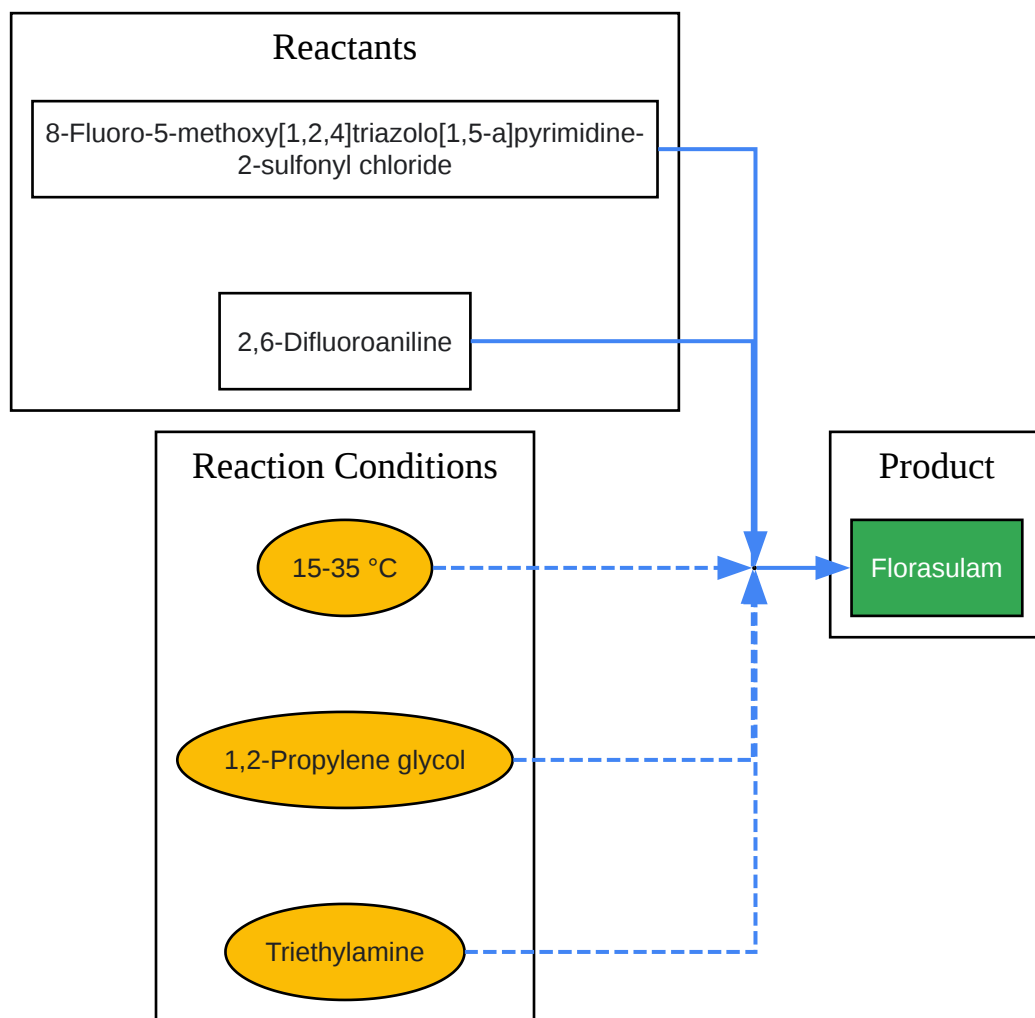 Reactants
8-Fluoro-5-methoxy[1,2,4]triazolo[1,5-a]pyrimidine-
2-sulfonyl chloride
2,6-Difluoroaniline
Reaction Conditions
15-35 °C
1,2-Propylene glycol
Triethylamine
Product
Florasulam